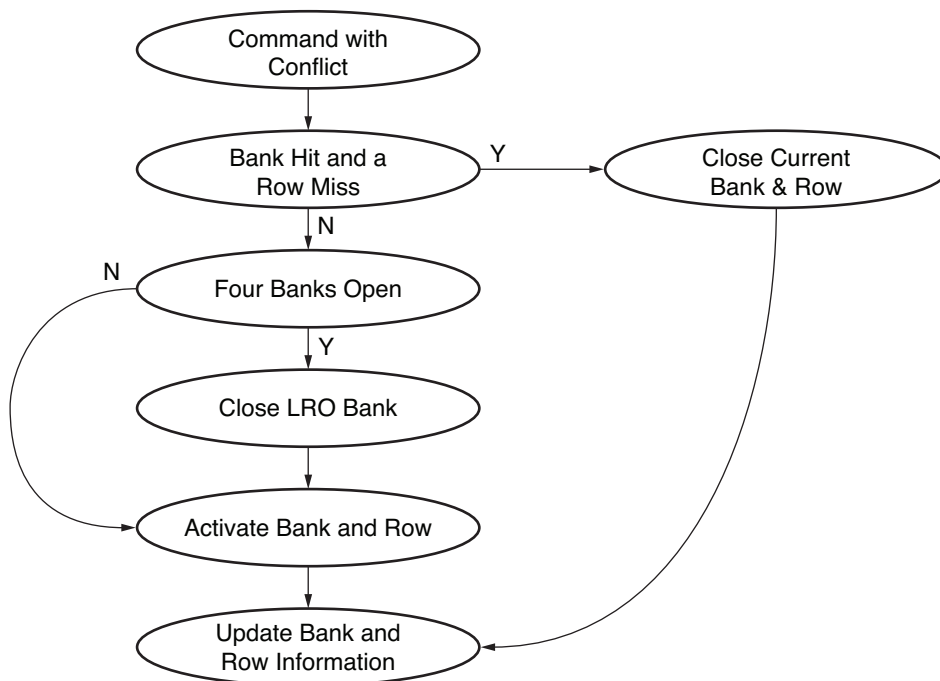 Command with
Conflict
Bank Hit and a
Row Miss
Y
Close Current
Bank & Row
N
N
Four Banks Open
Y
Close LRO Bank
Activate Bank and Row
Update Bank and
Row Information